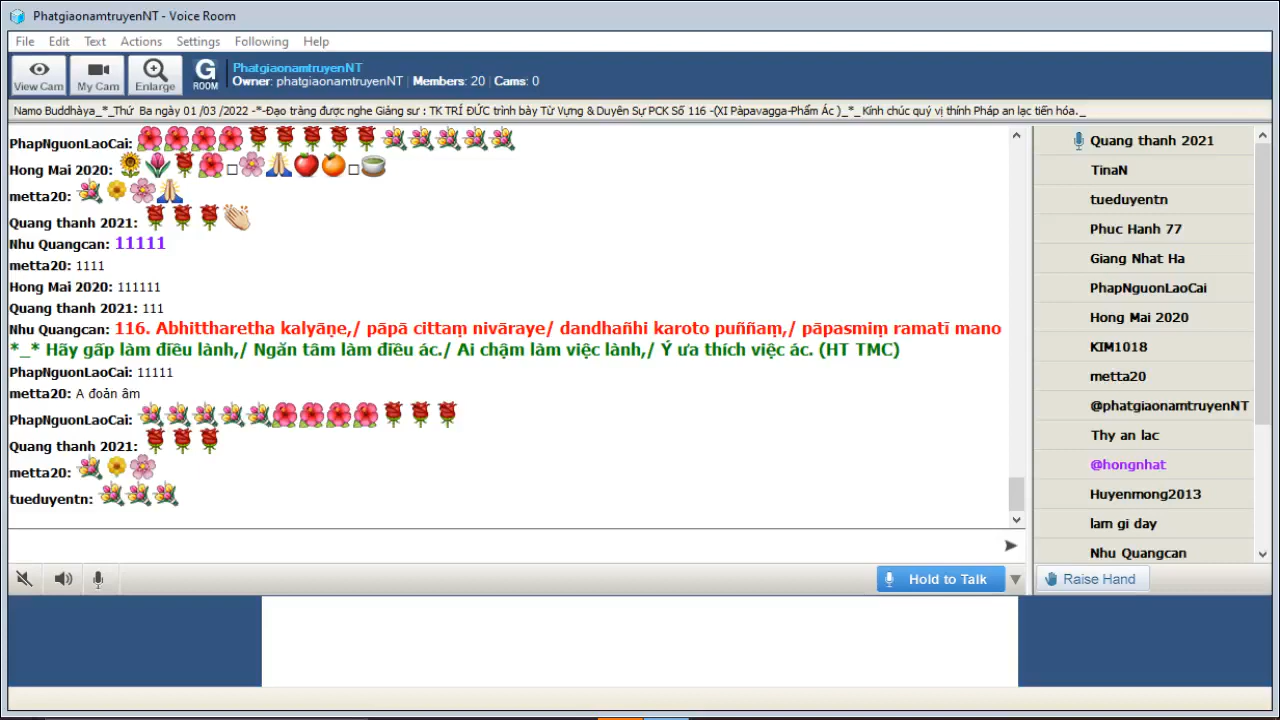 PhatgiaonamtruyenNT - Voice Room
File Edit Text Actions Settings Following Help
View Cam My Cam Enlarge G ROOM
PhatgiaonamtruyenNT
Owner: phatgiaonamtruyenNT | Members: 20 | Cams: 0
Namo Buddhàya_*_Thứ Ba ngày 01 /03 /2022 -*-Đạo tràng được nghe Giảng sư : TK TRÍ ĐỨC trình bày Từ Vựng & Duyên Sự PCK Số 116 -(XI Pàpavagga-Phẩm Ác )_*_Kính chúc quý vị thính Pháp an lạc tiến hóa._
PhapNguonLaoCai:
Hong Mai 2020:
metta20:
Quang thanh 2021:
Nhu Quangcan: 11111
metta20: 1111
Hong Mai 2020: 111111
Quang thanh 2021: 111
Nhu Quangcan: 116. Abhittharetha kalyāṇe,/ pāpā cittaṃ nivāraye/ dandhañhi karoto puññaṃ,/ pāpasmiṃ ramatī mano
*_* Hãy gấp làm điều lành,/ Ngăn tâm làm điều ác./ Ai chậm làm việc lành,/ Ý ưa thích việc ác. (HT TMC)
PhapNguonLaoCai: 11111
metta20: A đoản âm
PhapNguonLaoCai:
Quang thanh 2021:
metta20:
tueduyentn:
Hold to Talk
Quang thanh 2021
TinaN
tueduyentn
Phuc Hanh 77
Giang Nhat Ha
PhapNguonLaoCai
Hong Mai 2020
KIM1018
metta20
@phatgiaonamtruyenNT
Thy an lac
@hongnhat
Huyenmong2013
lam gi day
Nhu Quangcan
Raise Hand